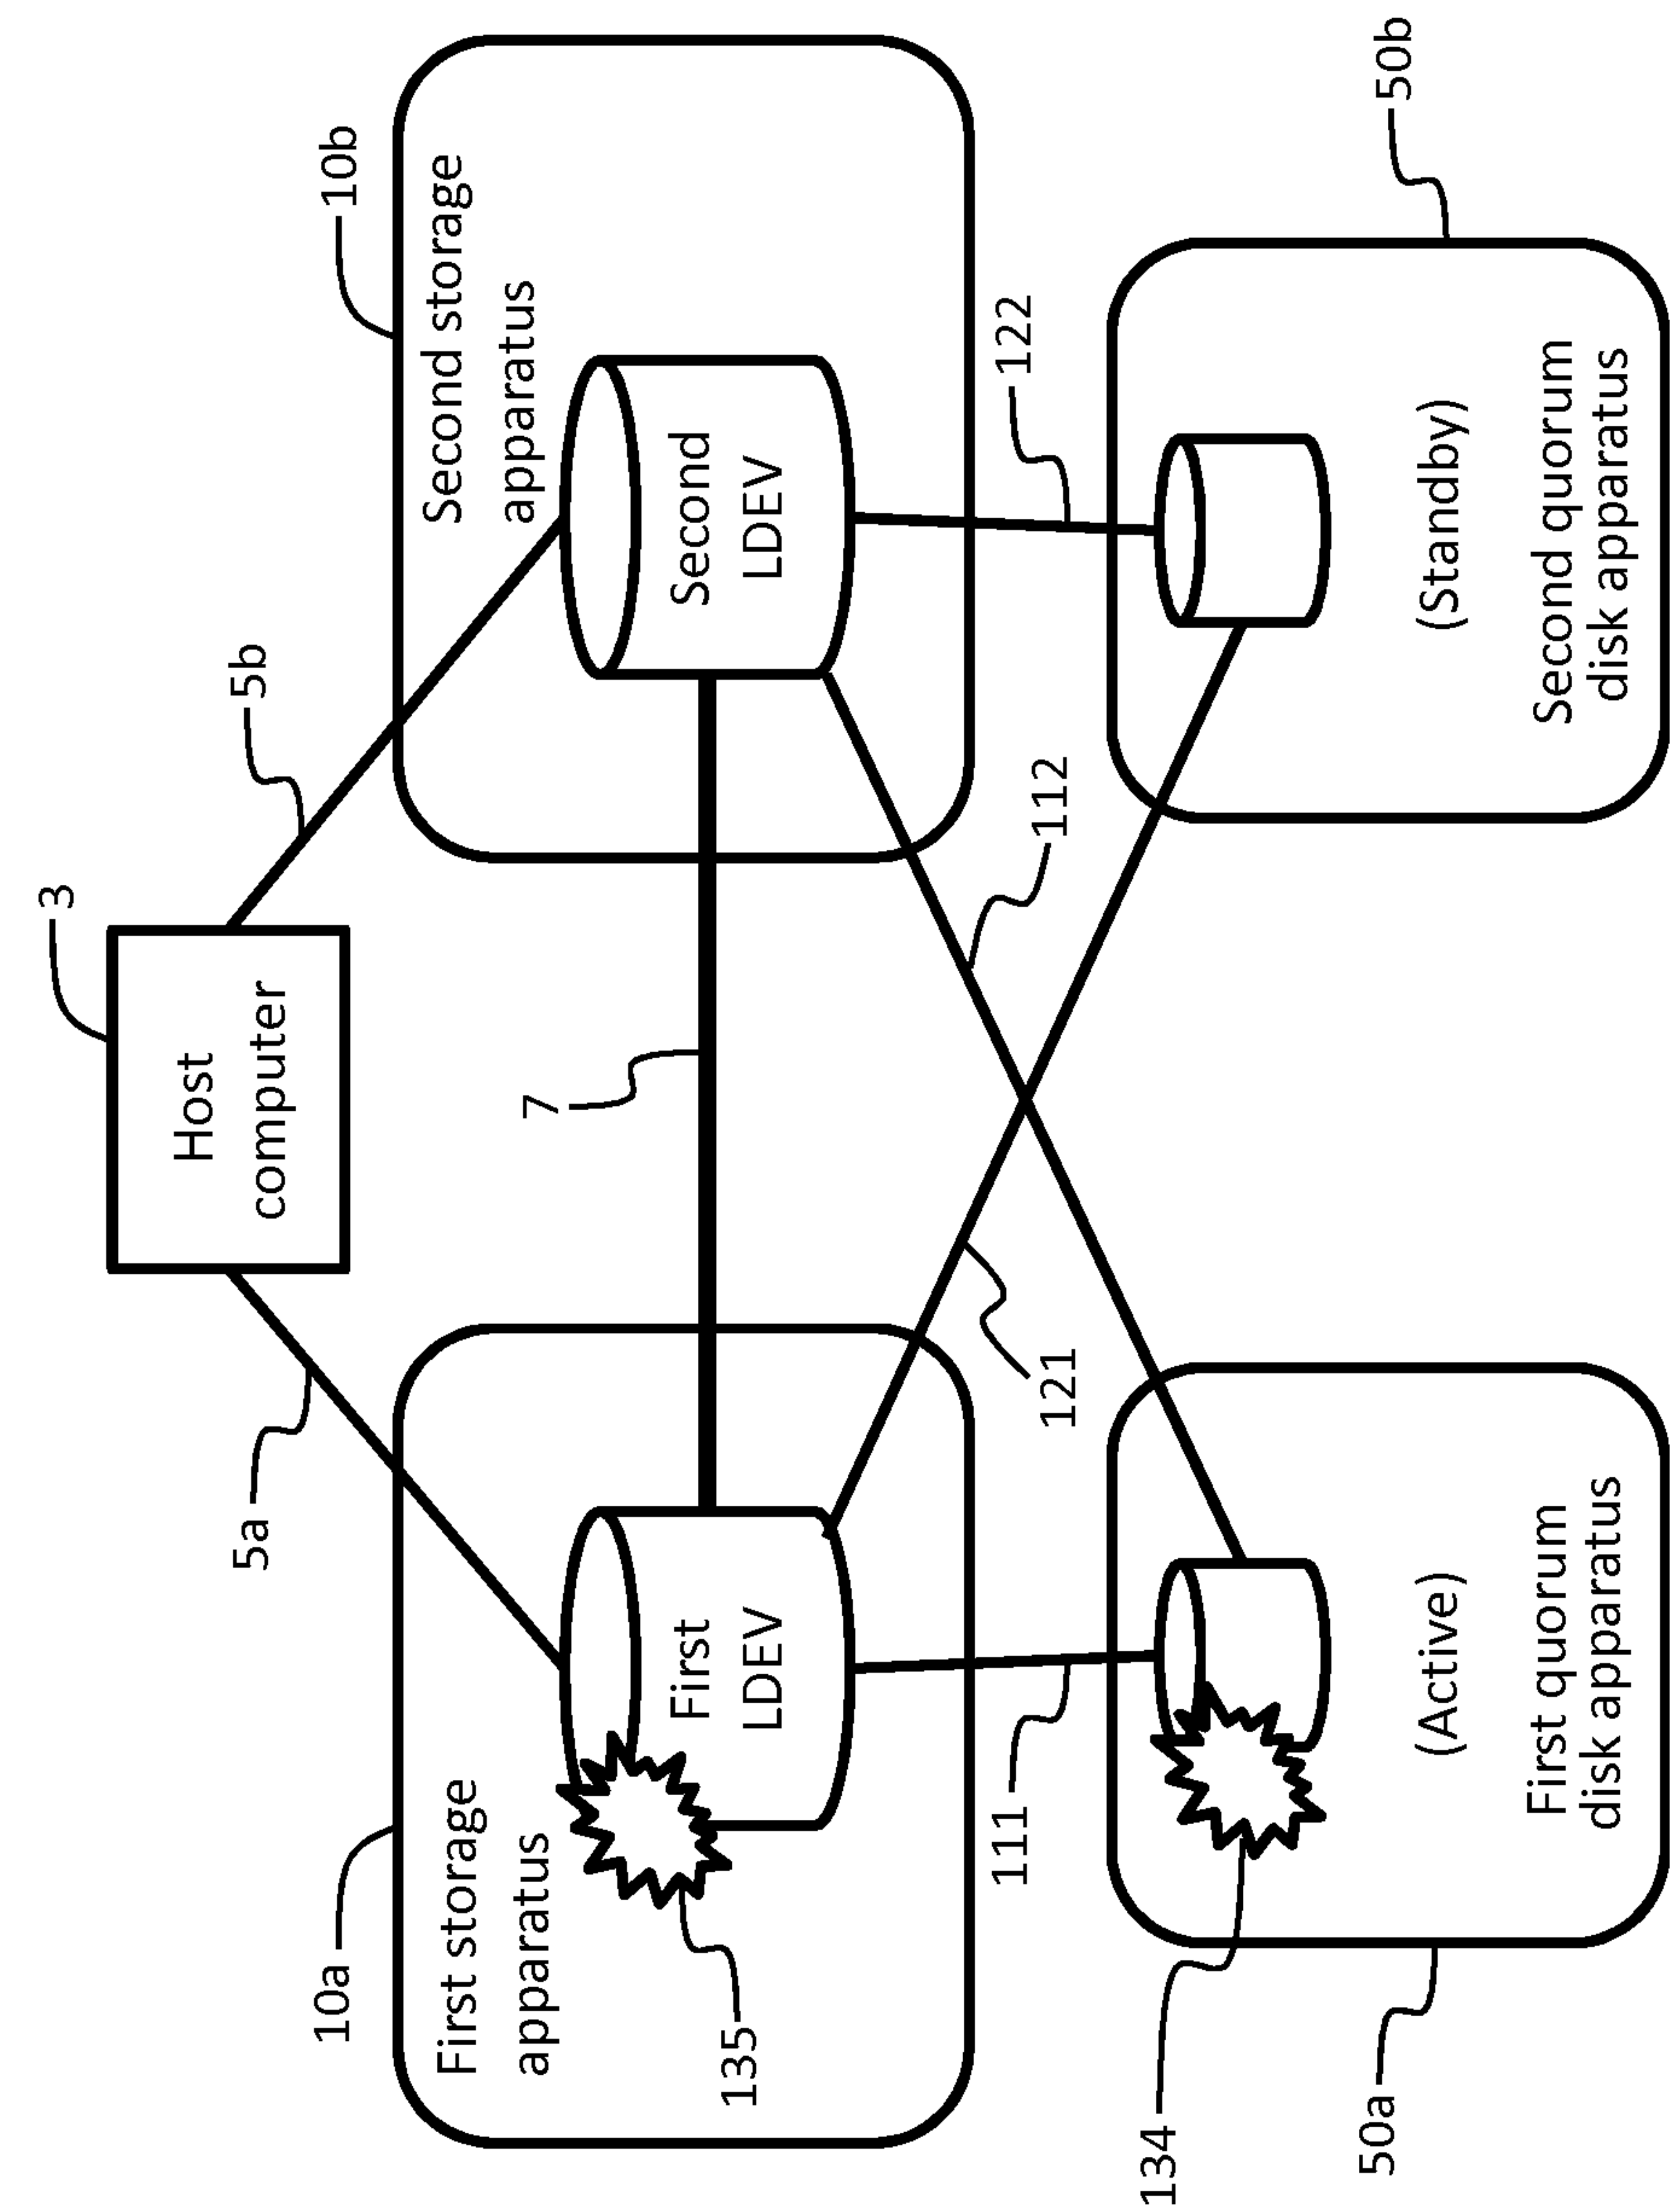 3
Host
computer
5a
5b
10a
10b
First storage
apparatus
Second storage
apparatus
7
First
LDEV
Second
LDEV
135
111
121
112
122
134
(Active)
(Standby)
First quorum
disk apparatus
Second quorum
disk apparatus
50a
50b